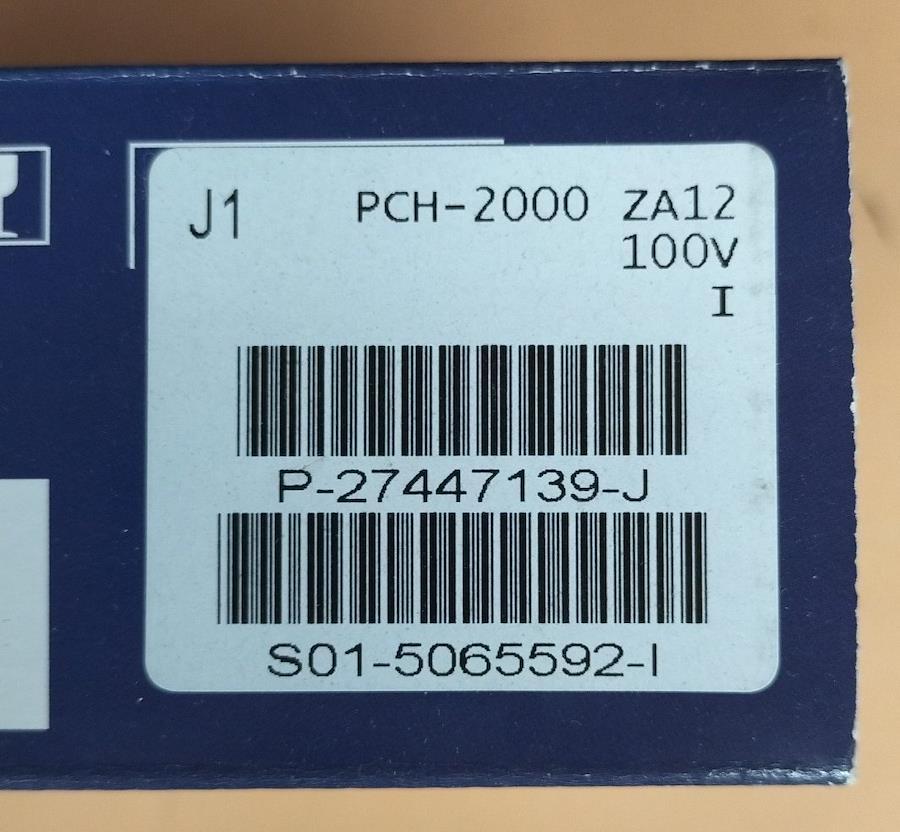 J1 PCH-2000 ZA12
100V
I
P-27447139-J
S01-5065592-I